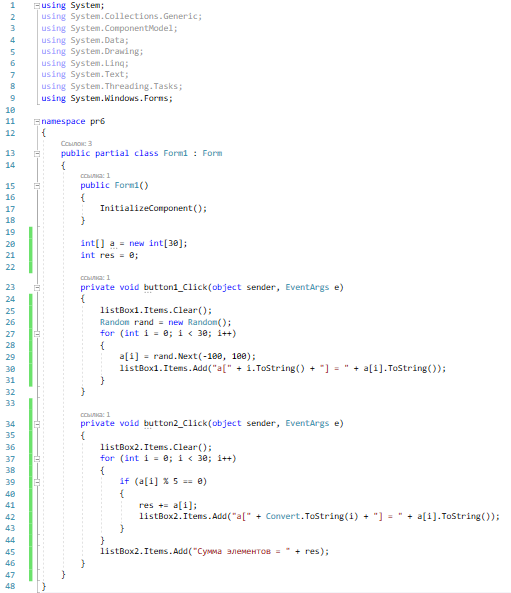 1 using System;
2 using System.Collections.Generic;
3 using System.ComponentModel;
4 using System.Data;
5 using System.Drawing;
6 using System.Linq;
7 using System.Text;
8 using System.Threading.Tasks;
9 using System.Windows.Forms;
10
11 namespace pr6
12 {
Ссылок: 3
13 public partial class Form1 : Form
14 {
ссылка: 1
15 public Form1()
16 {
17 InitializeComponent();
18 }
19
20 int[] a = new int[30];
21 int res = 0;
22
ссылка: 1
23 private void button1_Click(object sender, EventArgs e)
24 {
25 listBox1.Items.Clear();
26 Random rand = new Random();
27 for (int i = 0; i < 30; i++)
28 {
29 a[i] = rand.Next(-100, 100);
30 listBox1.Items.Add("a[" + i.ToString() + "] = " + a[i].ToString());
31 }
32 }
33
ссылка: 1
34 private void button2_Click(object sender, EventArgs e)
35 {
36 listBox2.Items.Clear();
37 for (int i = 0; i < 30; i++)
38 {
39 if (a[i] % 5 == 0)
40 {
41 res += a[i];
42 listBox2.Items.Add("a[" + Convert.ToString(i) + "] = " + a[i].ToString());
43 }
44 }
45 listBox2.Items.Add("Сумма элементов = " + res);
46 }
47 }
48 }